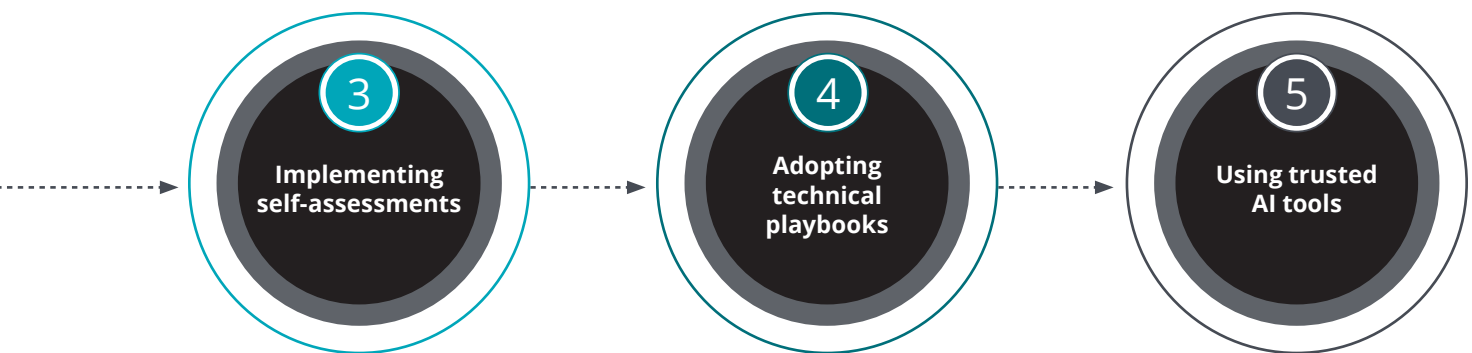 3
Implementing
self-assessments
4
Adopting
technical
playbooks
5
Using trusted
AI tools